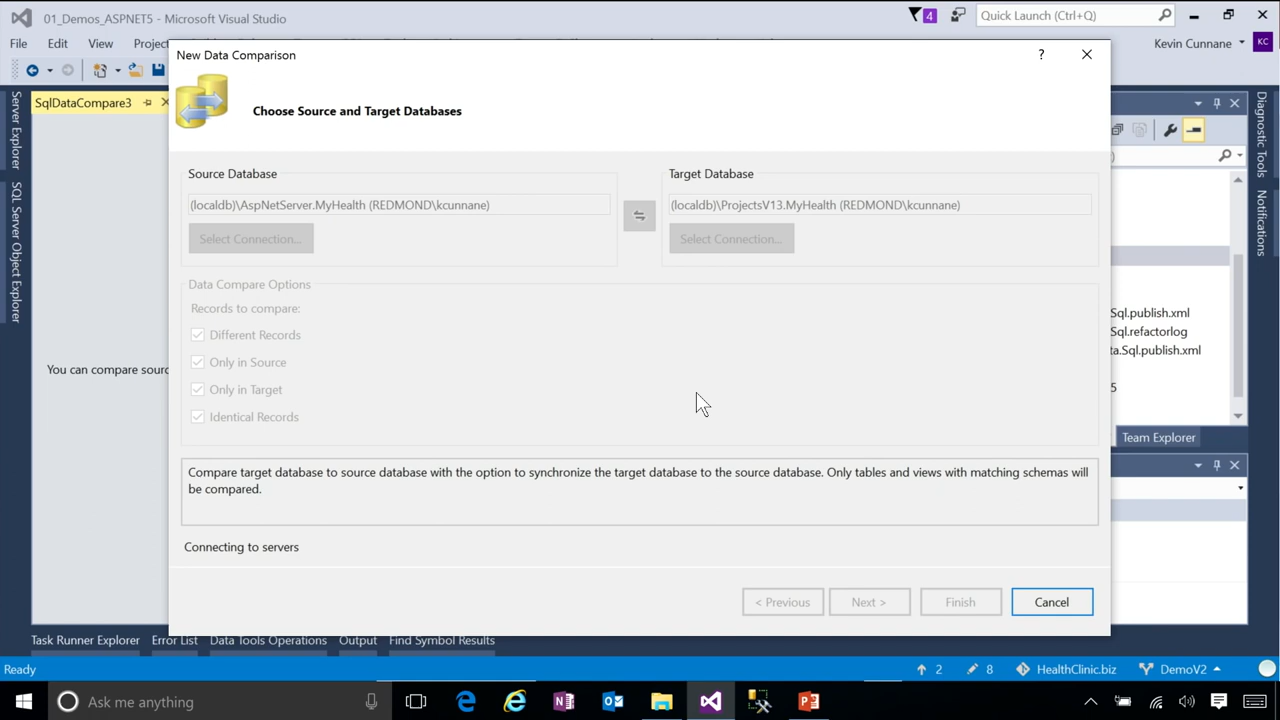 01_Demos_ASPNET5 - Microsoft Visual Studio
4
Quick Launch (Ctrl+Q)
File Edit View Project
Kevin Cunnane
KC
New Data Comparison
?
Choose Source and Target Databases
SqlDataCompare3
Server Explorer
SQL Server Object Explorer
Diagnostic Tools
Notifications
Source Database
Target Database
(localdb)\AspNetServer.MyHealth (REDMOND\kcunnane)
(localdb)\ProjectsV13.MyHealth (REDMOND\kcunnane)
Select Connection...
Select Connection...
Data Compare Options
Records to compare:
Different Records
Only in Source
Only in Target
Identical Records
You can compare sourc
Sql.publish.xml
Sql.refactorlog
ta.Sql.publish.xml
5
Team Explorer
Compare target database to source database with the option to synchronize the target database to the source database. Only tables and views with matching schemas will
be compared.
Connecting to servers
< Previous
Next >
Finish
Cancel
Task Runner Explorer Error List Data Tools Operations Output Find Symbol Results
Ready
2
8
HealthClinic.biz
DemoV2
Ask me anything